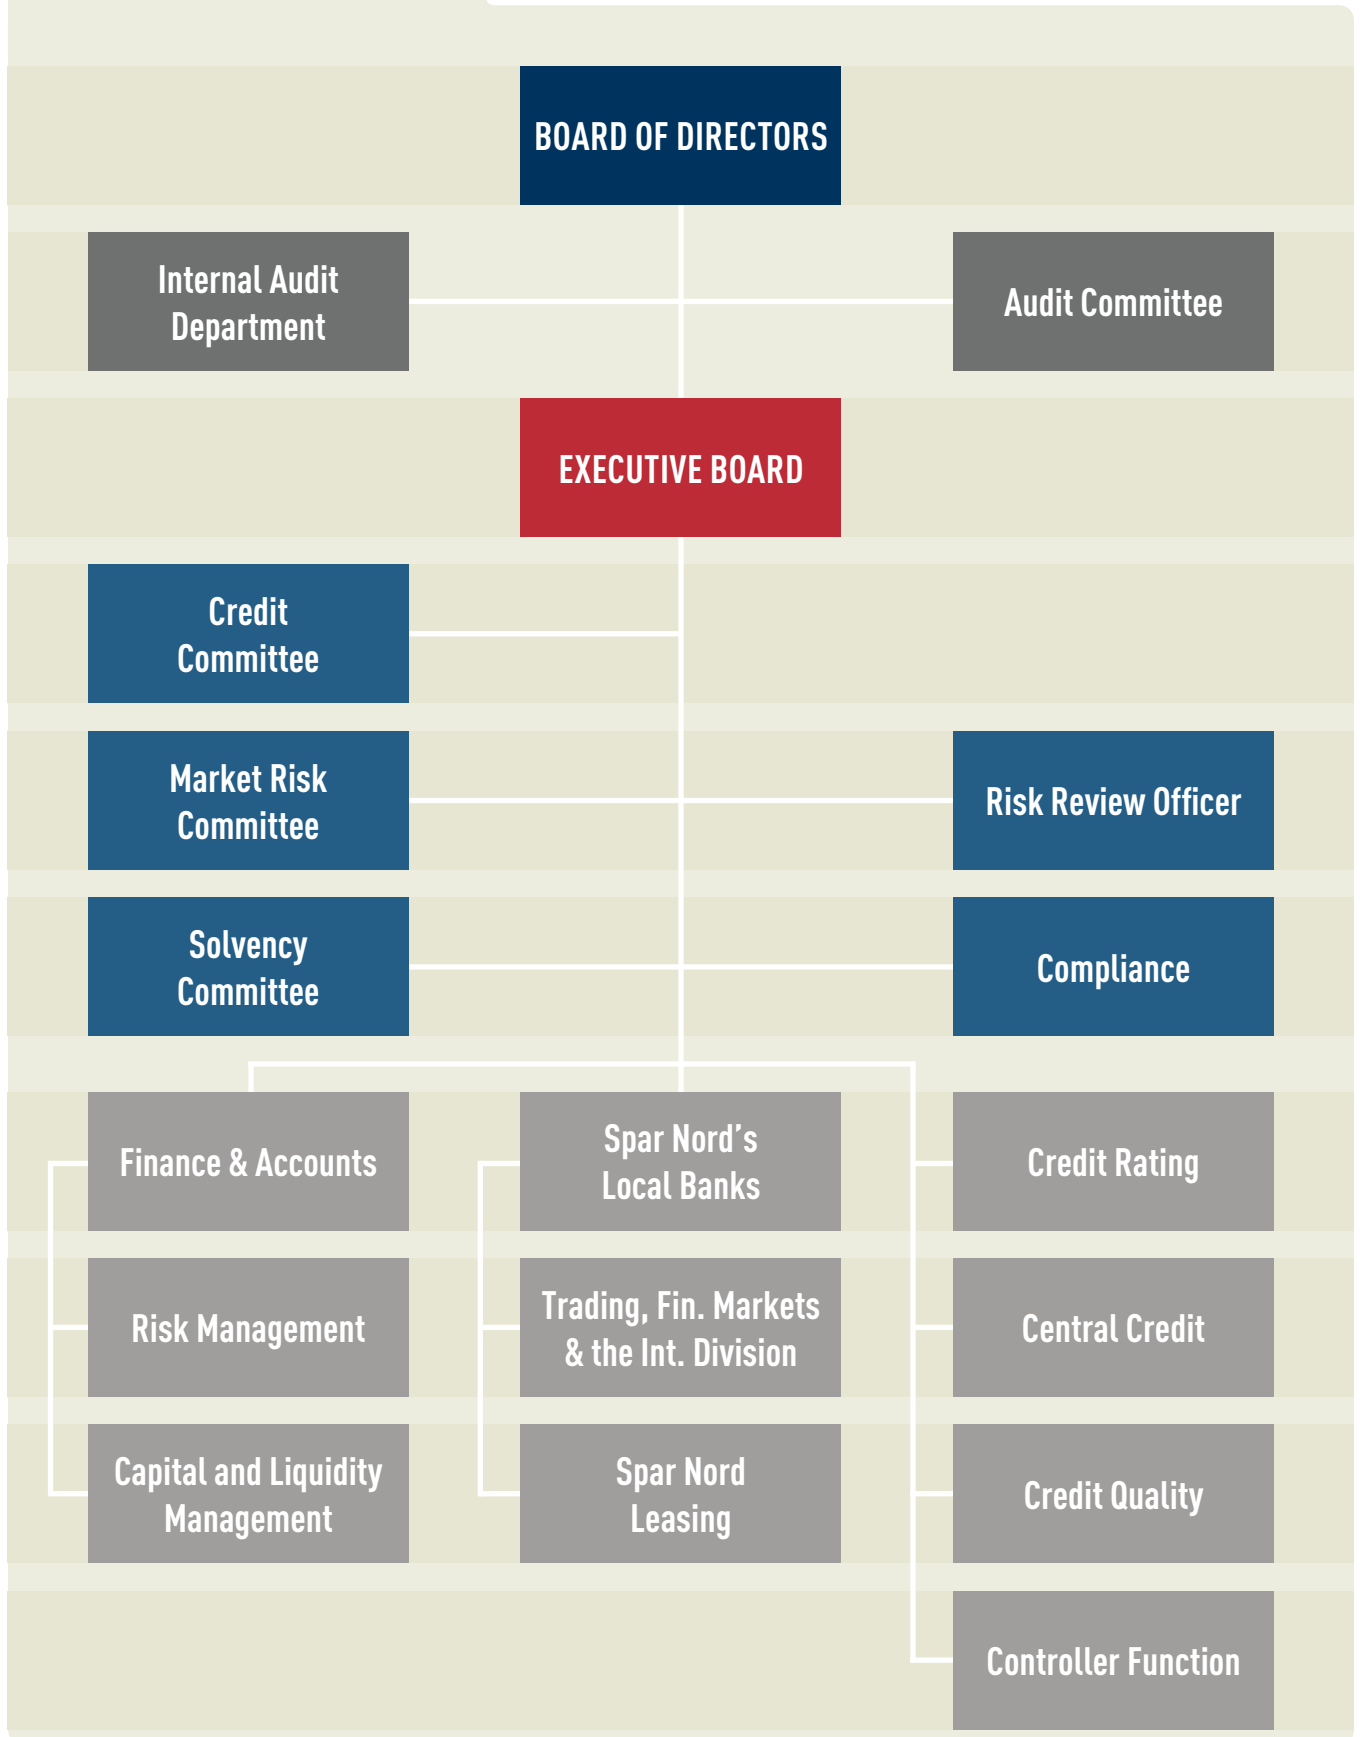 BOARD OF DIRECTORS
Internal Audit
Department
Audit Committee
EXECUTIVE BOARD
Credit
Committee
Market Risk
Committee
Risk Review Officer
Solvency
Committee
Compliance
Finance & Accounts
Spar Nord’s
Local Banks
Credit Rating
Risk Management
Trading, Fin. Markets
& the Int. Division
Central Credit
Capital and Liquidity
Management
Spar Nord
Leasing
Credit Quality
Controller Function